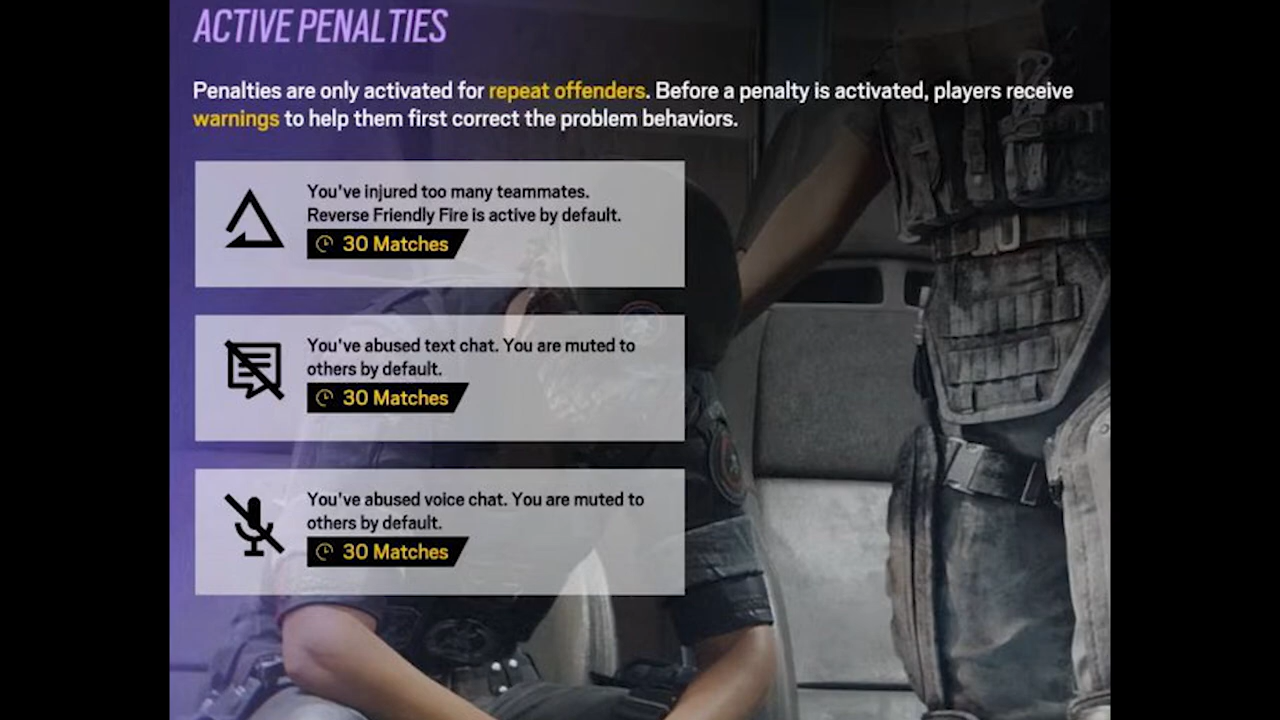 ACTIVE PENALTIES
Penalties are only activated for repeat offenders. Before a penalty is activated, players receive
warnings to help them first correct the problem behaviors.
You've injured too many teammates.
Reverse Friendly Fire is active by default.
30 Matches
You've abused text chat. You are muted to
others by default.
30 Matches
You've abused voice chat. You are muted to
others by default.
30 Matches